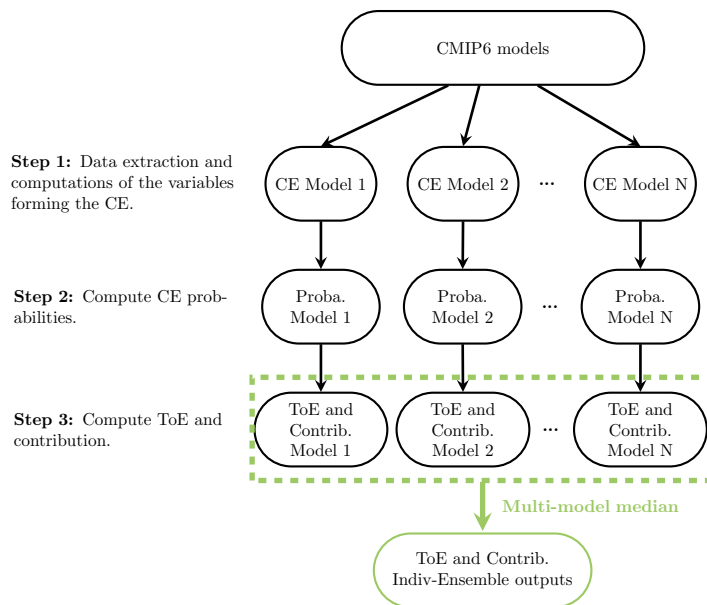 CMIP6 models
Step 1: Data extraction and
computations of the variables
forming the CE.
CE Model 1
CE Model 2
...
CE Model N
Step 2: Compute CE prob-
abilities.
Proba.
Model 1
Proba.
Model 2
...
Proba.
Model N
Step 3: Compute ToE and
contribution.
ToE and
Contrib.
Model 1
ToE and
Contrib.
Model 2
...
ToE and
Contrib.
Model N
Multi-model median
ToE and Contrib.
Indiv-Ensemble outputs